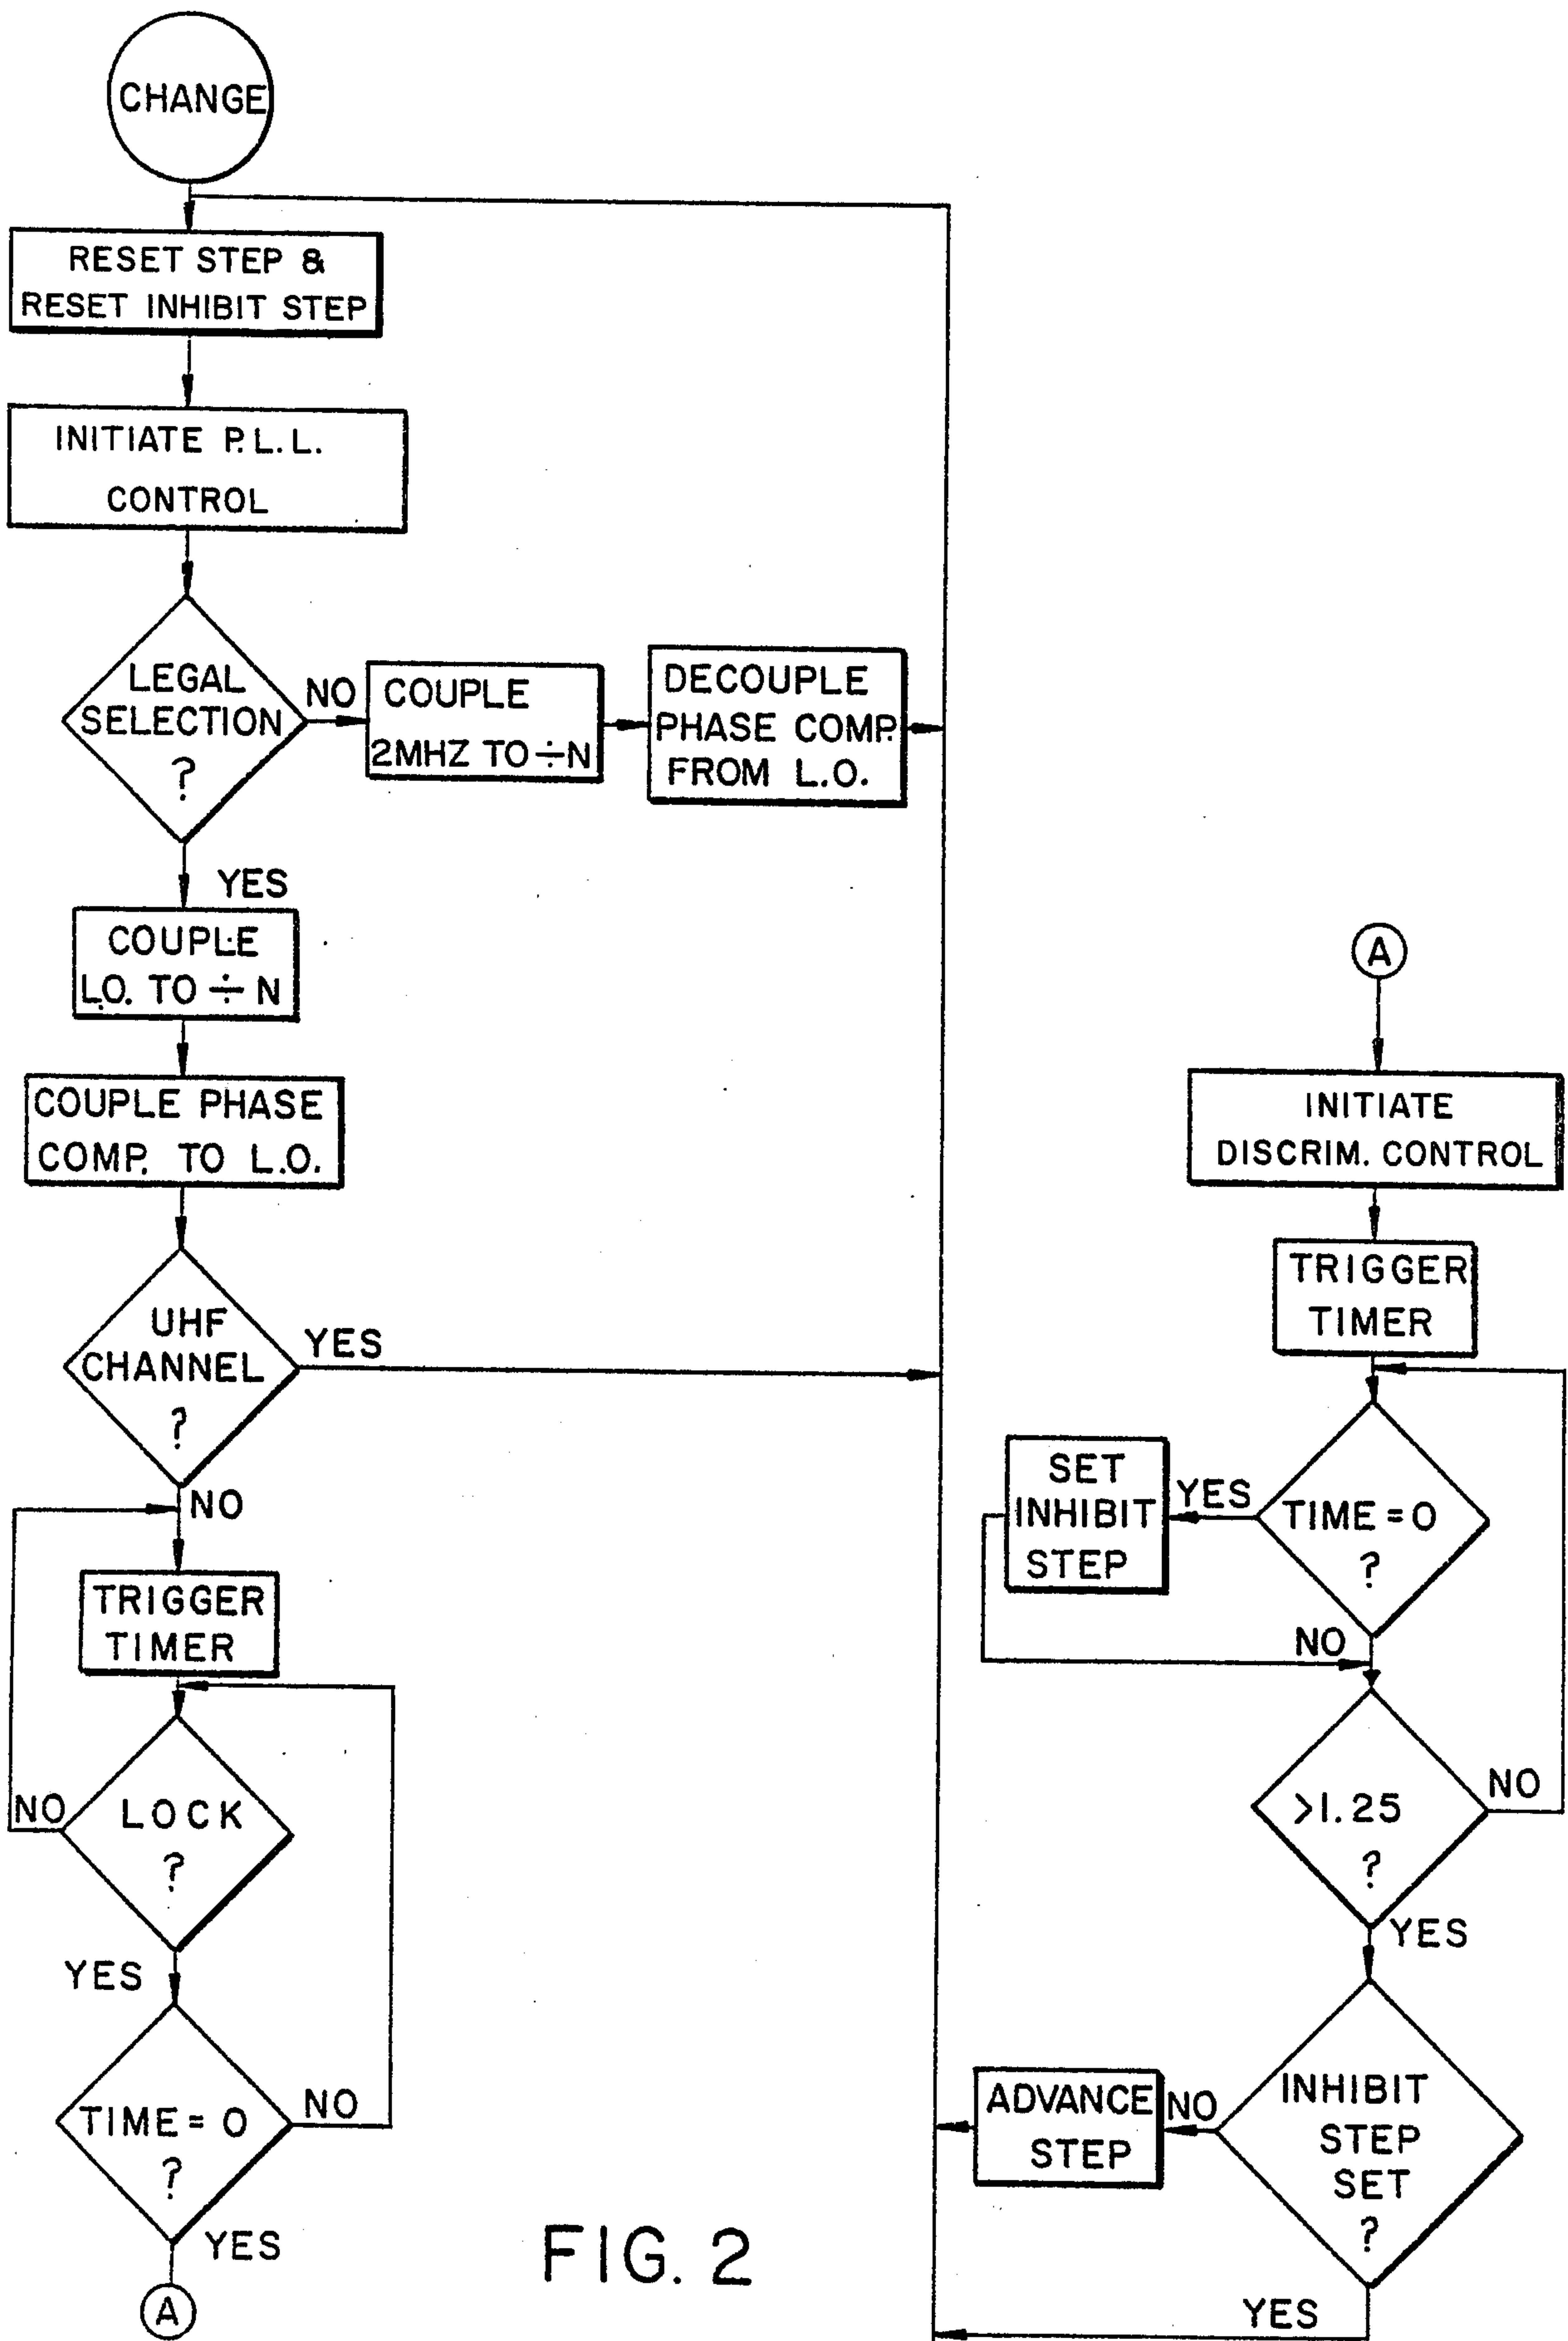 CHANGE
RESET STEP &
RESET INHIBIT STEP
INITIATE P.L.L.
CONTROL
LEGAL
SELECTION
?
NO
COUPLE
2MHZ TO ÷N
DECOUPLE
PHASE COMP.
FROM L.O.
YES
COUPLE
L.O. TO ÷ N
COUPLE PHASE
COMP. TO L.O.
UHF
CHANNEL
?
YES
NO
TRIGGER
TIMER
LOCK
?
NO
YES
TIME = 0
?
NO
YES
A
A
INITIATE
DISCRIM. CONTROL
TRIGGER
TIMER
TIME = 0
?
YES
SET
INHIBIT
STEP
NO
>1.25
?
NO
YES
INHIBIT
STEP
SET
?
NO
ADVANCE
STEP
YES
FIG. 2